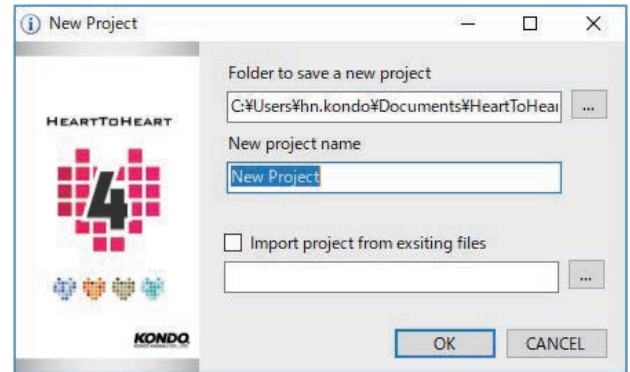 New Project
Folder to save a new project
C:¥Users¥hn.kondo¥Documents¥HeartToHear
...
HEARTTOHEART
New project name
New Project
4
Import project from exsiting files
...
KONDO
OK
CANCEL